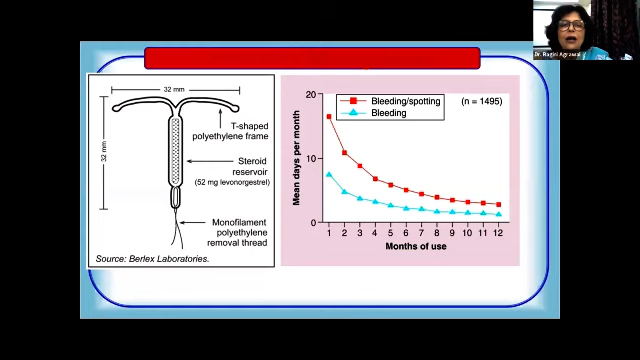 Dr. Ragini Agrawal
32 mm
32 mm
T-shaped
polyethylene frame
Steroid
reservoir
(52 mg levonorgestrel)
Monofilament
polyethylene
removal thread
Source: Berlex Laboratories.
20
10
0
Mean days per month
Bleeding/spotting
(n = 1495)
Bleeding
1 2 3 4 5 6 7 8 9 10 11 12
Months of use